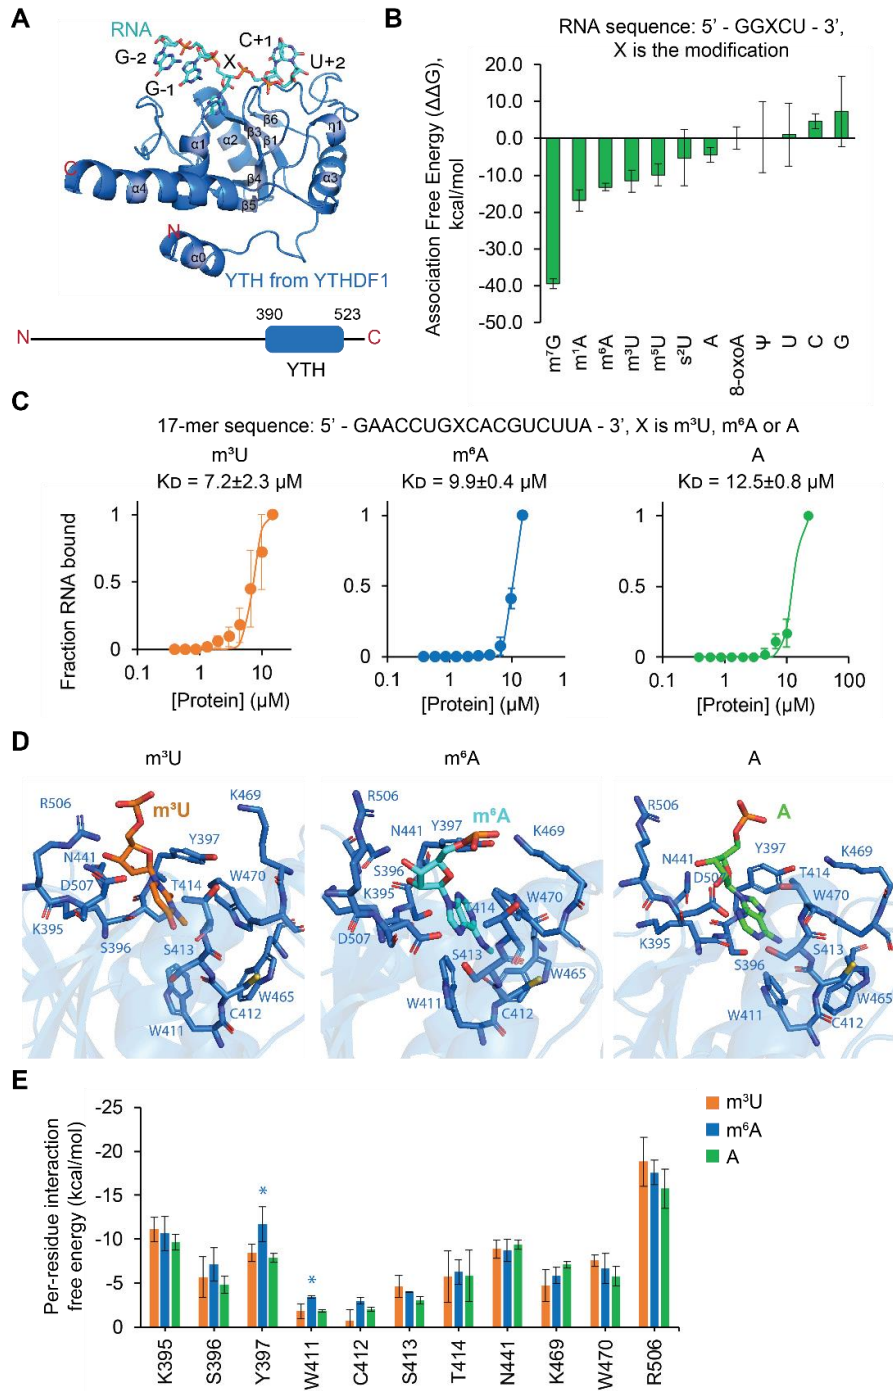 A
RNA
G-2
G-1
X
C+1
U+2
β6
β3
β1
η1
α1
α2
C
α4
β4
α3
β5
N
α0
YTH from YTHDF1
390
523
N
C
YTH
B
RNA sequence: 5’ - GGXCU - 3’,
X is the modification
Association Free Energy (ΔΔG),
kcal/mol
20.0
10.0
0.0
-10.0
-20.0
-30.0
-40.0
-50.0
m⁷G
m¹A
m⁶A
m³U
m⁵U
s²U
A
8-oxoA
Ψ
U
C
G
C
17-mer sequence: 5’ - GAACCUGXCACGUCUUA - 3’, X is m³U, m⁶A or A
m³U
m⁶A
A
KD = 7.2±2.3 µM
KD = 9.9±0.4 µM
KD = 12.5±0.8 µM
Fraction RNA bound
1
0.5
0
0.1
1
10
[Protein] (µM)
1
0.5
0
0.1
1
10
1
[Protein] (µM)
1
0.5
0
0.1
1
10
100
[Protein] (µM)
D
m³U
m⁶A
A
R506
m³U
K469
Y397
N441
D507
T414
W470
K395
S396
S413
W411
W465
C412
R506
m⁶A
N441
Y397
K469
S396
K395
T414
W470
D507
S413
W411
W465
C412
R506
A
Y397
N441
D507
T414
K469
W470
K395
S413
S396
W411
W465
C412
E
Per-residue interaction
free energy (kcal/mol)
-25
-20
-15
-10
-5
0
*
*
m³U
m⁶A
A
K395
S396
Y397
W411
C412
S413
T414
N441
K469
W470
R506